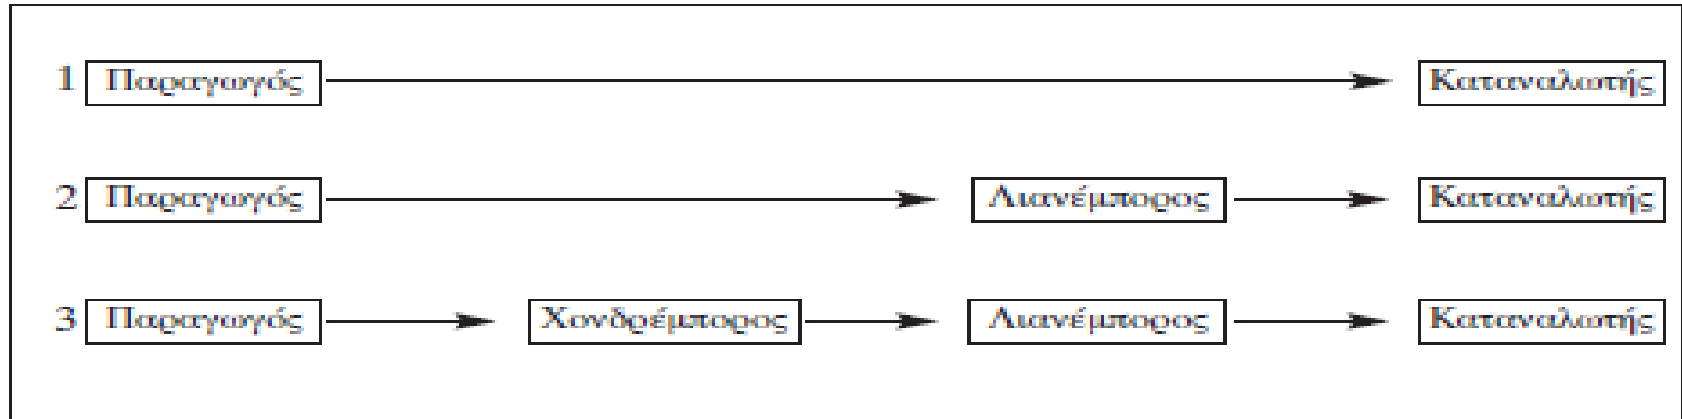 1 Παραγωγός Καταναλωτής
2 Παραγωγός Λιανέμπορος Καταναλωτής
3 Παραγωγός Χονδρέμπορος Λιανέμπορος Καταναλωτής